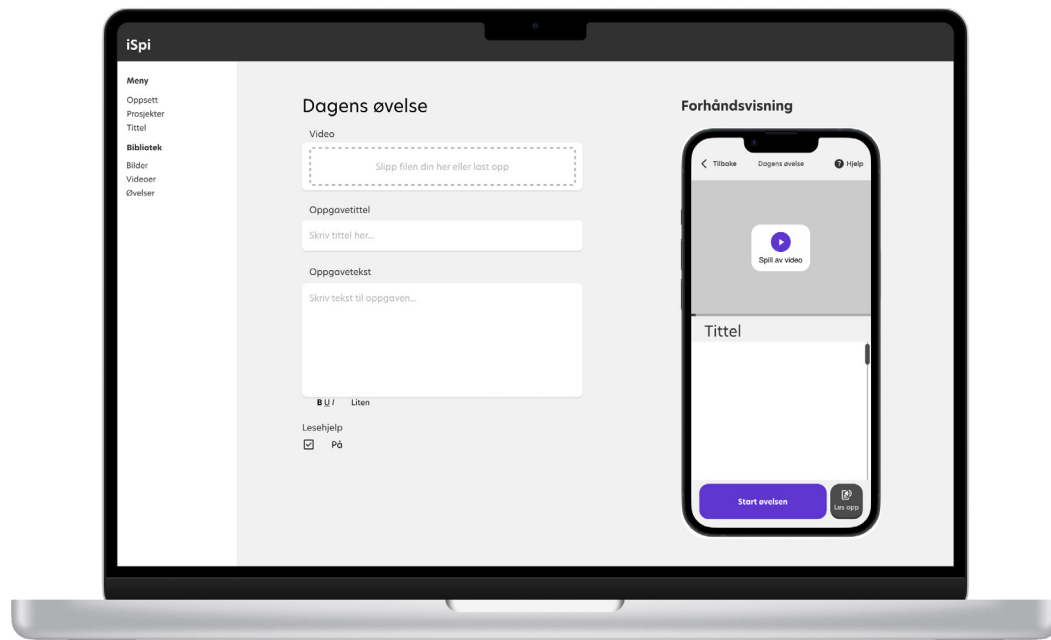 iSpi
Meny
Oppsett
Prosjekter
Tittel
Bibliotek
Bilder
Videoer
Øvelser
Dagens øvelse
Video
Slipp filen din her eller last opp
Oppgavetittel
Skriv tittel her...
Oppgavetekst
Skriv tekst til oppgaven...
B U I Liten
Lesehjelp
På
Forhåndsvisning
Tilbake Dagens øvelse ? Hjelp
Spill av video
Tittel
Start øvelsen
Les opp